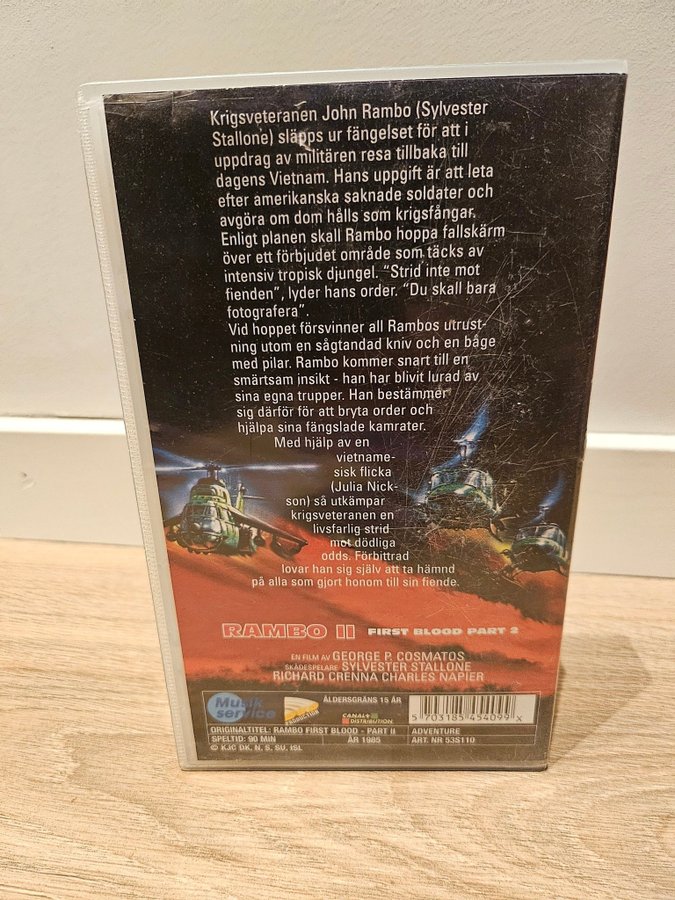 Krigsveteranen John Rambo (Sylvester
Stallone) släpps ur fängelset för att i
uppdrag av militären resa tillbaka till
dagens Vietnam. Hans uppgift är att leta
efter amerikanska saknade soldater och
avgöra om dom hålls som krigsfångar.
Enligt planen skall Rambo hoppa fallskärm
över ett förbjudet område som täcks av
intensiv tropisk djungel. “Strid inte mot
fienden”, lyder hans order. “Du skall bara
fotografera”.
Vid hoppet försvinner all Rambos utrust-
ning utom en sågtandad kniv och en båge
med pilar. Rambo kommer snart till en
smärtsam insikt - han har blivit lurad av
sina egna trupper. Han bestämmer
sig därför för att bryta order och
hjälpa sina fängslade kamrater.
Med hjälp av en
vietname-
sisk flicka
(Julia Nick-
son) så utkämpar
krigsveteranen en
livsfarlig strid
mot dödliga
odds. Förbittrad
lovar han sig själv att ta hämnd
på alla som gjort honom till sin fiende.
RAMBO II FIRST BLOOD PART 2
EN FILM AV GEORGE P. COSMATOS
SKÅDESPELARE SYLVESTER STALLONE
RICHARD CRENNA CHARLES NAPIER
Musik
service
ÅLDERSGRÄNS 15 ÅR
CANAL+
DISTRIBUTION
5 703185 454099 X
ORIGINALTITEL: RAMBO FIRST BLOOD - PART II
ADVENTURE
SPELTID: 90 MIN
ÅR 1985
ART. NR 53S110
© KJC DK, N, S, SU, ISL